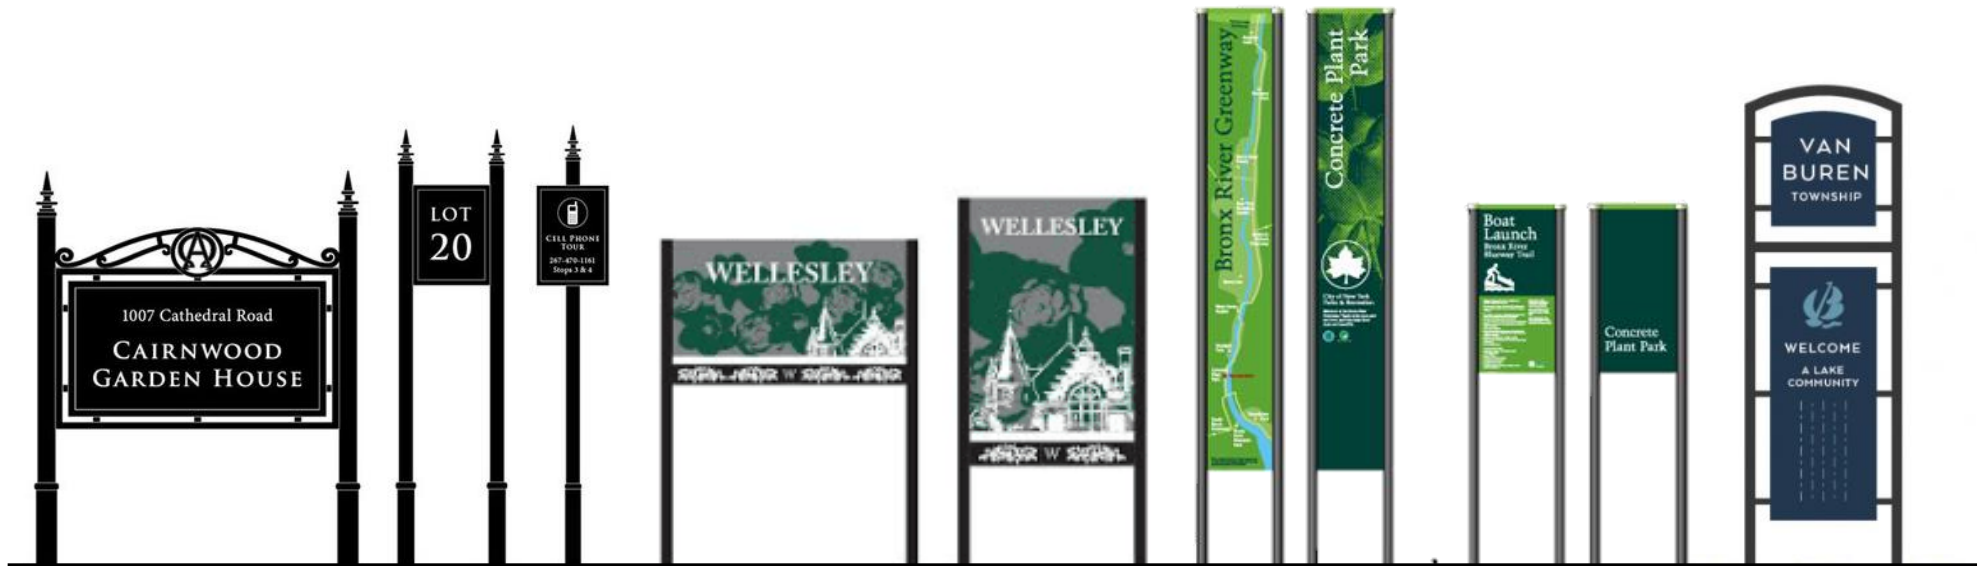 1007 Cathedral Road
CAIRNWOOD
GARDEN HOUSE
LOT
20
CELL PHONE
TOUR
267-470-1161
Stops 3 & 4
WELLESLEY
W
WELLESLEY
W
Bronx River Greenway
Concrete Plant
Park
City of New York
Parks & Recreation
Boat
Launch
Bronx River
Blueway Trail
Concrete
Plant Park
VAN
BUREN
TOWNSHIP
WELCOME
A LAKE
COMMUNITY